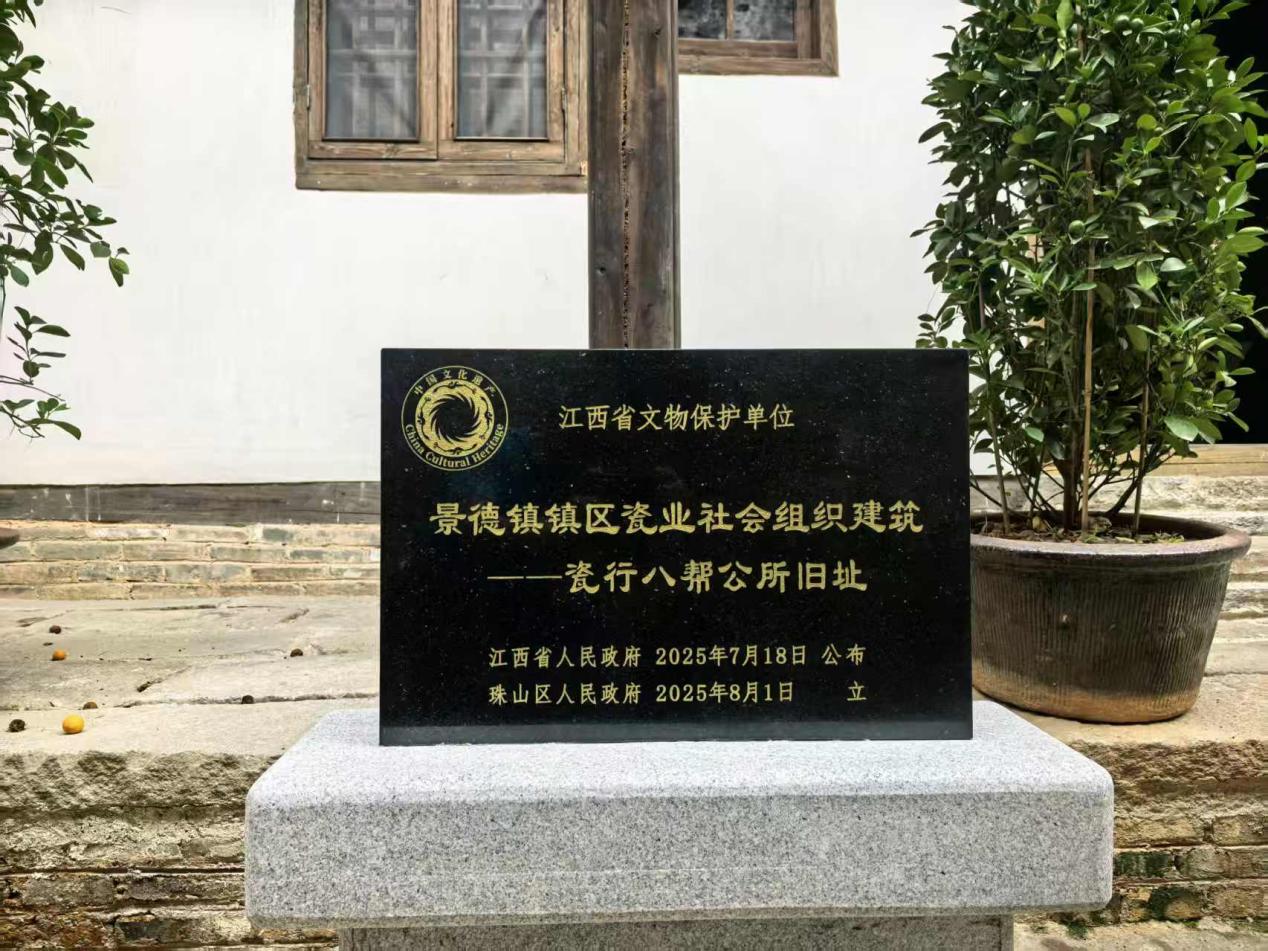 中国文化遗产
China Cultural Heritage
江西省文物保护单位
景德镇镇区瓷业社会组织建筑
——瓷行八帮公所旧址
江西省人民政府 2025年7月18日 公布
珠山区人民政府 2025年8月1日 立